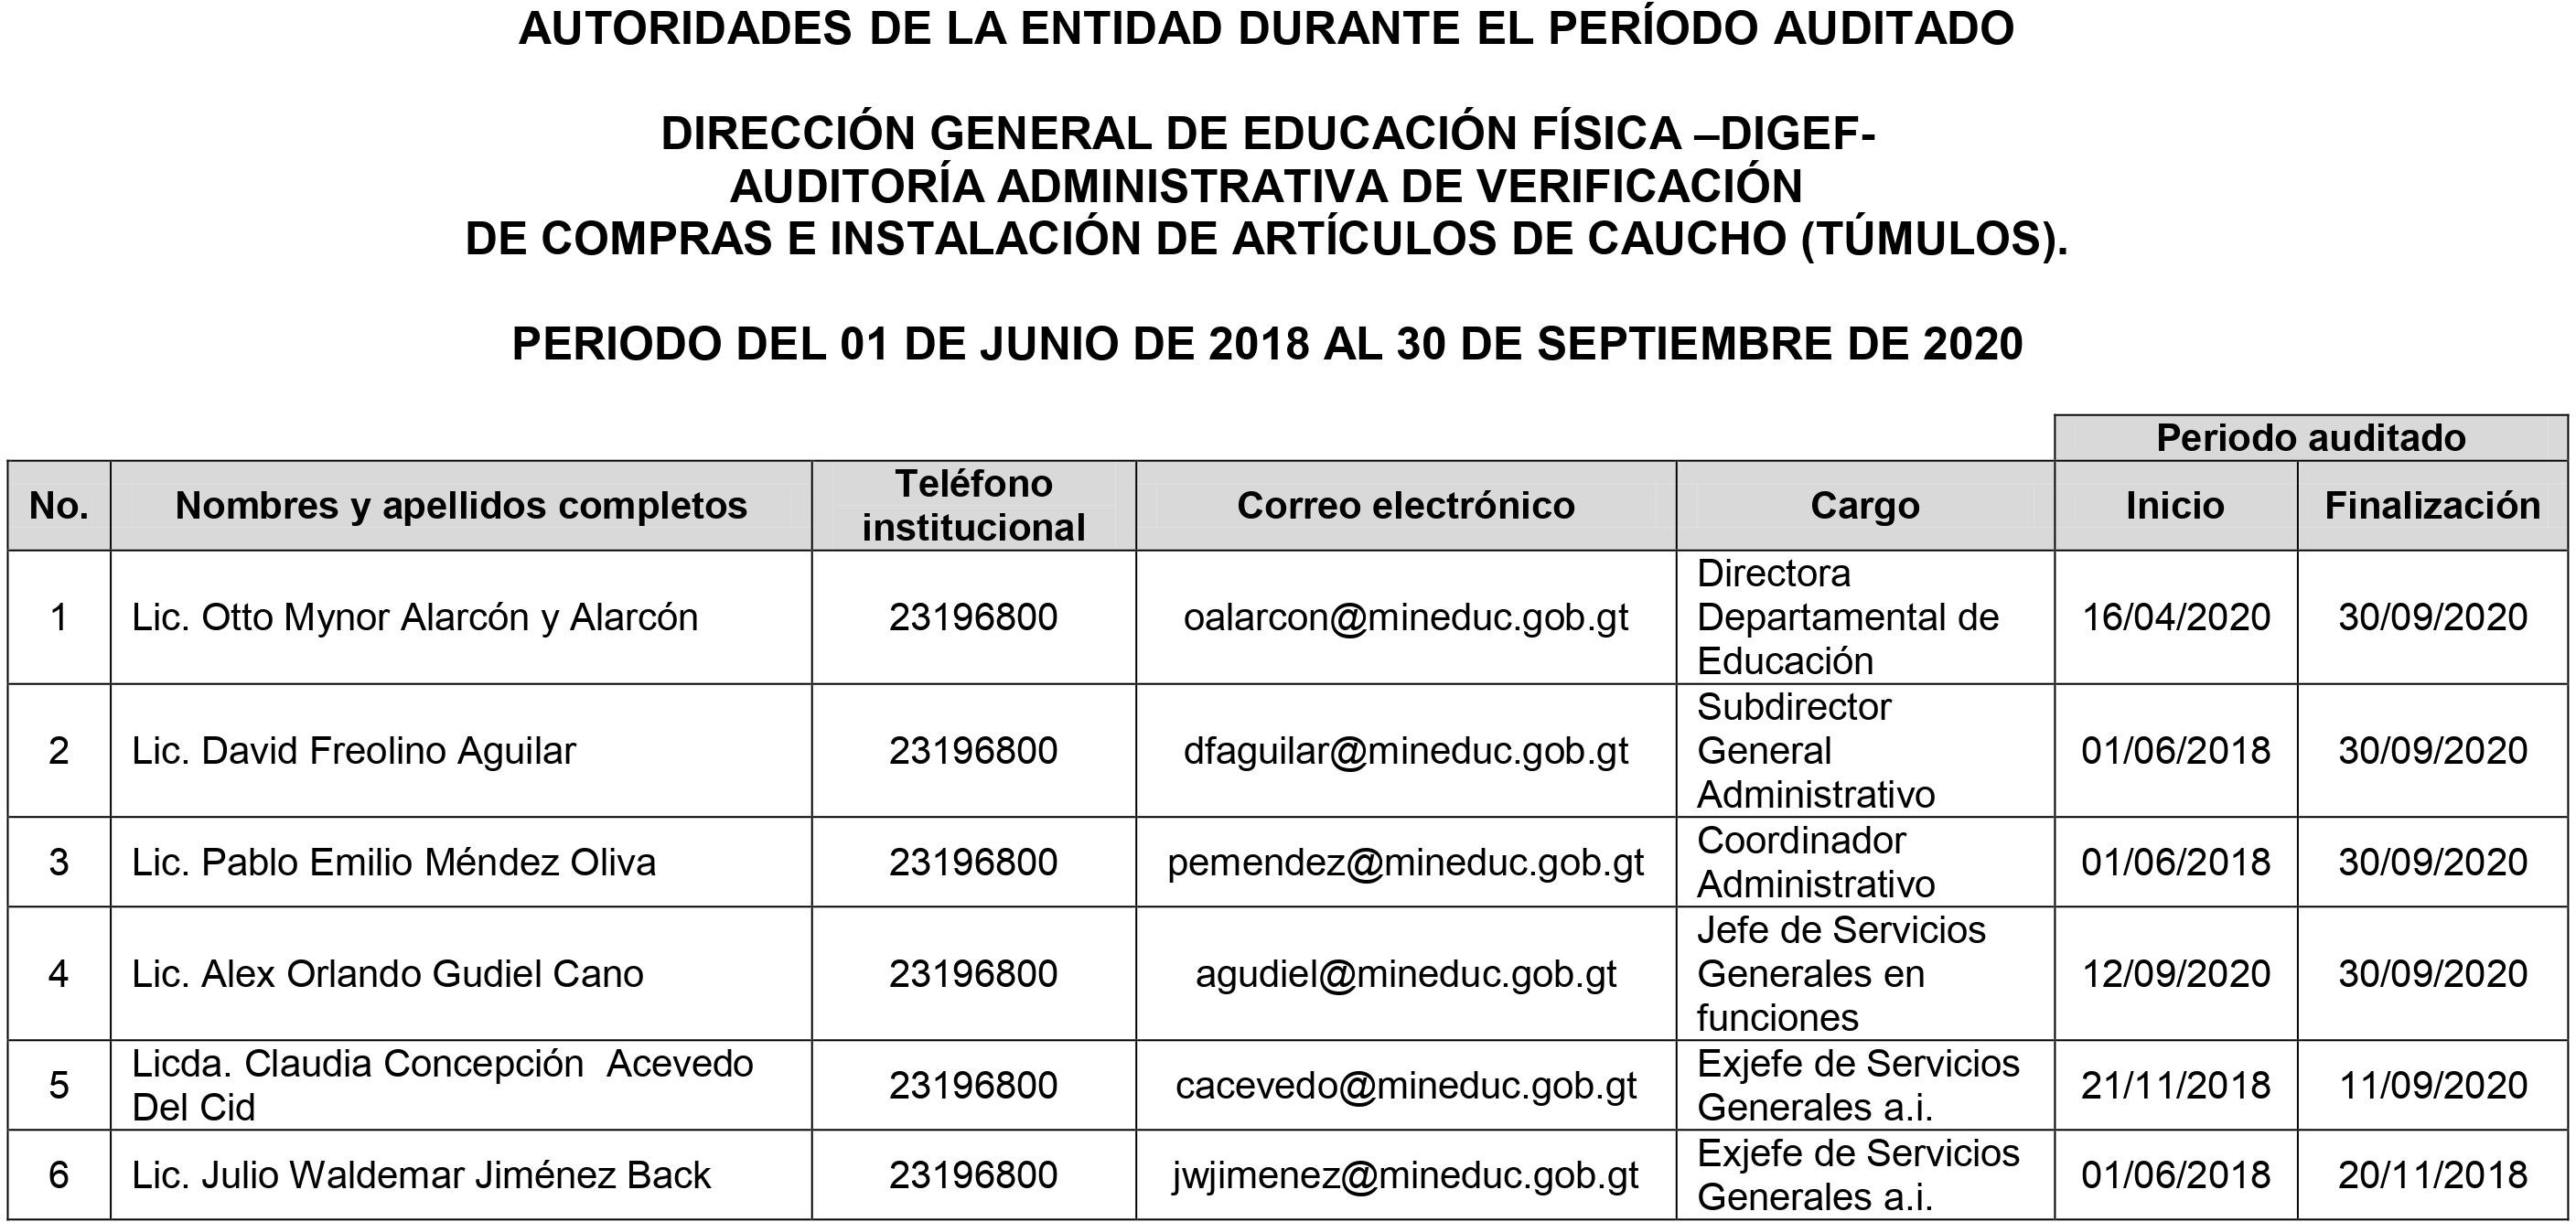 AUTORIDADES DE LA ENTIDAD DURANTE EL PERÍODO AUDITADO
DIRECCIÓN GENERAL DE EDUCACIÓN FÍSICA –DIGEF-
AUDITORÍA ADMINISTRATIVA DE VERIFICACIÓN
DE COMPRAS E INSTALACIÓN DE ARTÍCULOS DE CAUCHO (TÚMULOS).
PERIODO DEL 01 DE JUNIO DE 2018 AL 30 DE SEPTIEMBRE DE 2020
Periodo auditado
No.
Nombres y apellidos completos
Teléfono
institucional
Correo electrónico
Cargo
Inicio
Finalización
1
Lic. Otto Mynor Alarcón y Alarcón
23196800
oalarcon@mineduc.gob.gt
Directora
Departamental de
Educación
16/04/2020
30/09/2020
2
Lic. David Freolino Aguilar
23196800
dfaguilar@mineduc.gob.gt
Subdirector
General
Administrativo
01/06/2018
30/09/2020
3
Lic. Pablo Emilio Méndez Oliva
23196800
pemendez@mineduc.gob.gt
Coordinador
Administrativo
01/06/2018
30/09/2020
4
Lic. Alex Orlando Gudiel Cano
23196800
agudiel@mineduc.gob.gt
Jefe de Servicios
Generales en
funciones
12/09/2020
30/09/2020
5
Licda. Claudia Concepción  Acevedo
Del Cid
23196800
cacevedo@mineduc.gob.gt
Exjefe de Servicios
Generales a.i.
21/11/2018
11/09/2020
6
Lic. Julio Waldemar Jiménez Back
23196800
jwjimenez@mineduc.gob.gt
Exjefe de Servicios
Generales a.i.
01/06/2018
20/11/2018